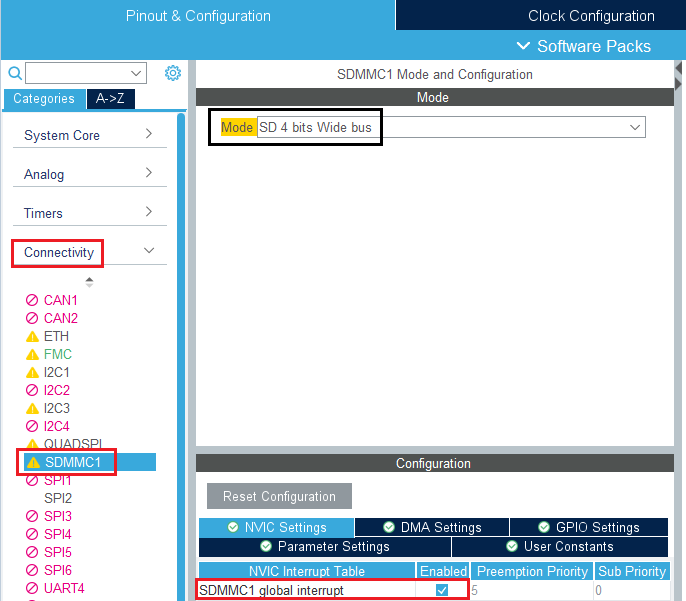 Pinout & Configuration
Clock Configuration
Software Packs
Categories
A->Z
System Core
Analog
Timers
Connectivity
CAN1
CAN2
ETH
FMC
I2C1
I2C2
I2C3
I2C4
QUADSPI
SDMMC1
SPI1
SPI2
SPI3
SPI4
SPI5
SPI6
UART4
SDMMC1 Mode and Configuration
Mode
Mode SD 4 bits Wide bus
Configuration
Reset Configuration
NVIC Settings
DMA Settings
GPIO Settings
Parameter Settings
User Constants
NVIC Interrupt Table Enabled Preemption Priority Sub Priority
SDMMC1 global interrupt 5 0